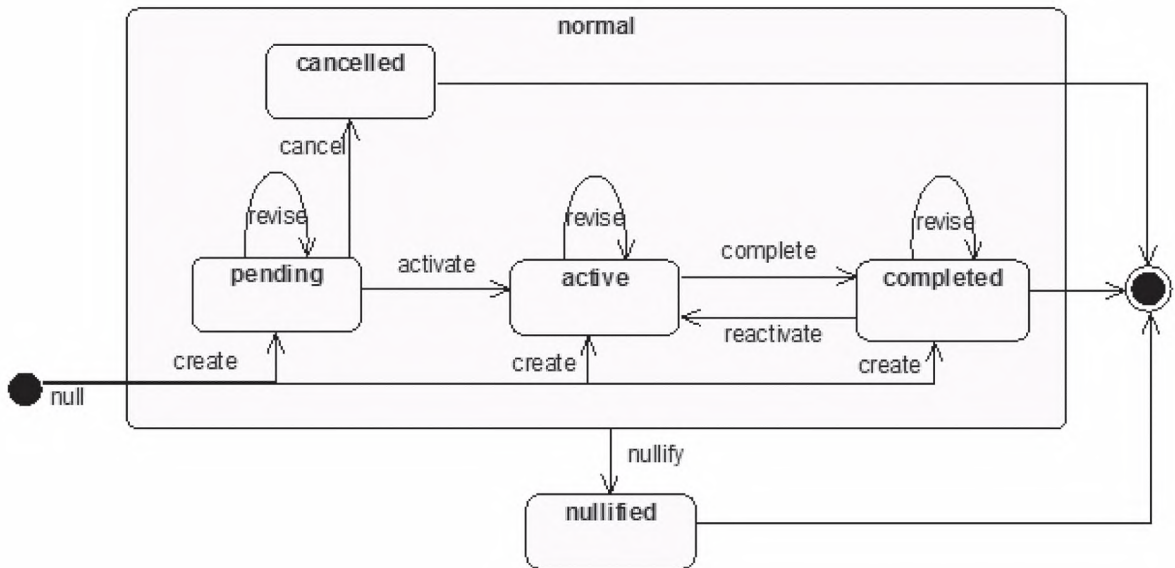 normal
cancelled
cancel
revise
revise
revise
pending
activate
active
complete
completed
reactivate
create
create
create
null
nullify
nullified